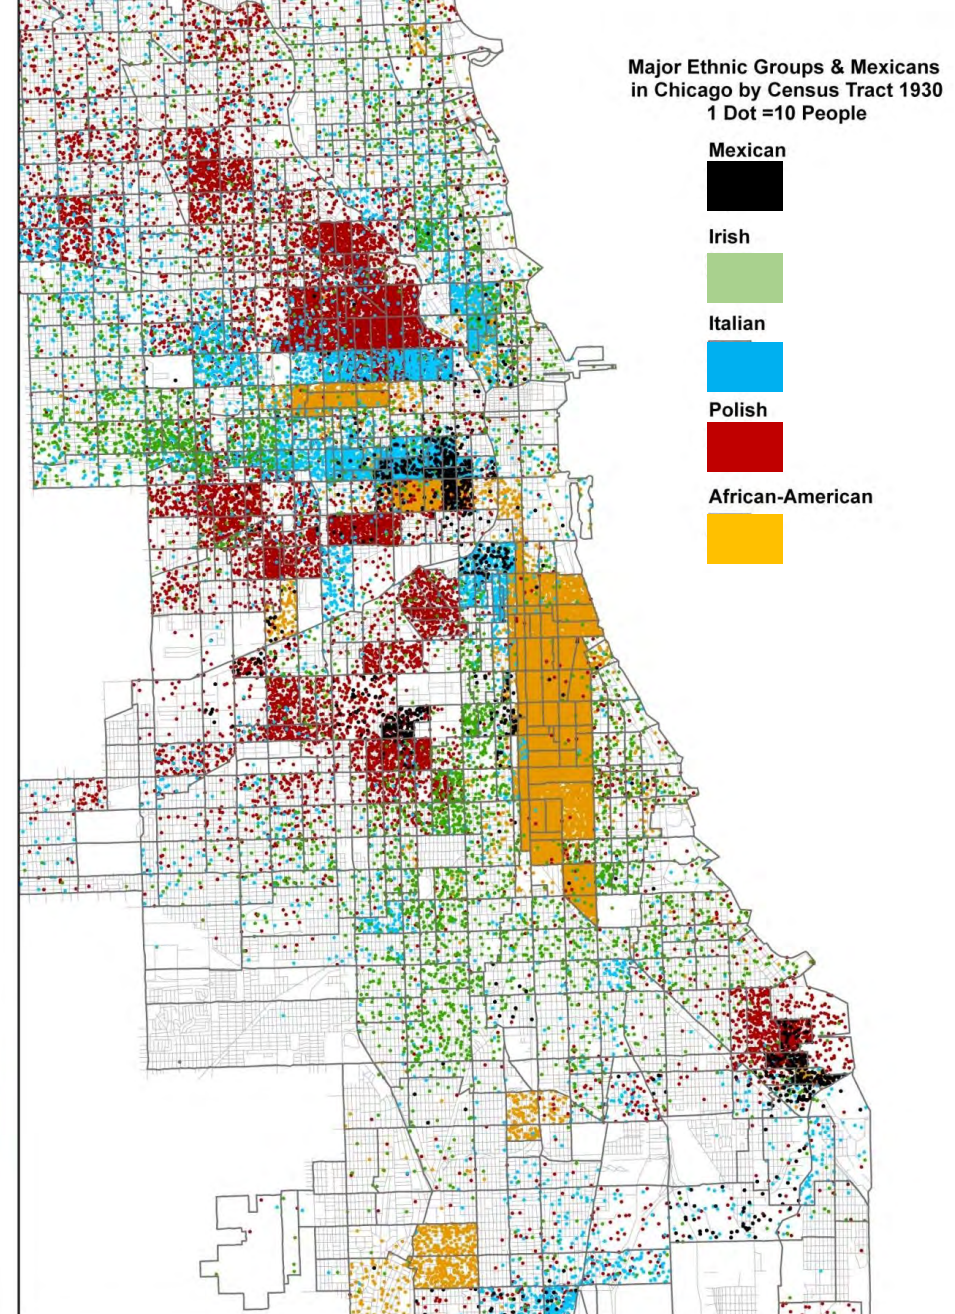 Major Ethnic Groups & Mexicans
in Chicago by Census Tract 1930
1 Dot =10 People
Mexican
Irish
Italian
Polish
African-American